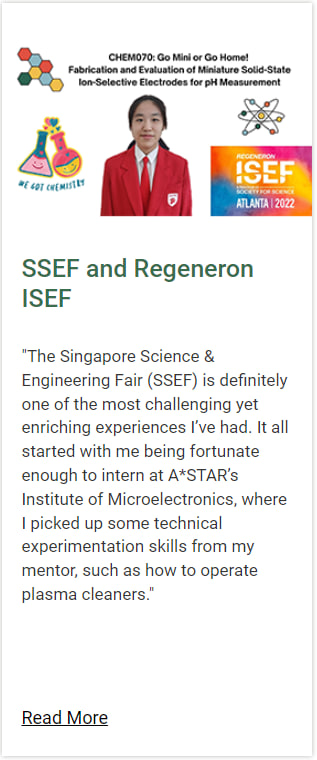 CHEM070: Go Mini or Go Home!
Fabrication and Evaluation of Miniature Solid-State
Ion-Selective Electrodes for pH Measurement
WE GOT CHEMISTRY
REGENERON
ISEF
SOCIETY FOR SCIENCE
ATLANTA | 2022
SSEF and Regeneron
ISEF
"The Singapore Science &
Engineering Fair (SSEF) is definitely
one of the most challenging yet
enriching experiences I’ve had. It all
started with me being fortunate
enough to intern at A*STAR’s
Institute of Microelectronics, where
I picked up some technical
experimentation skills from my
mentor, such as how to operate
plasma cleaners."
Read More